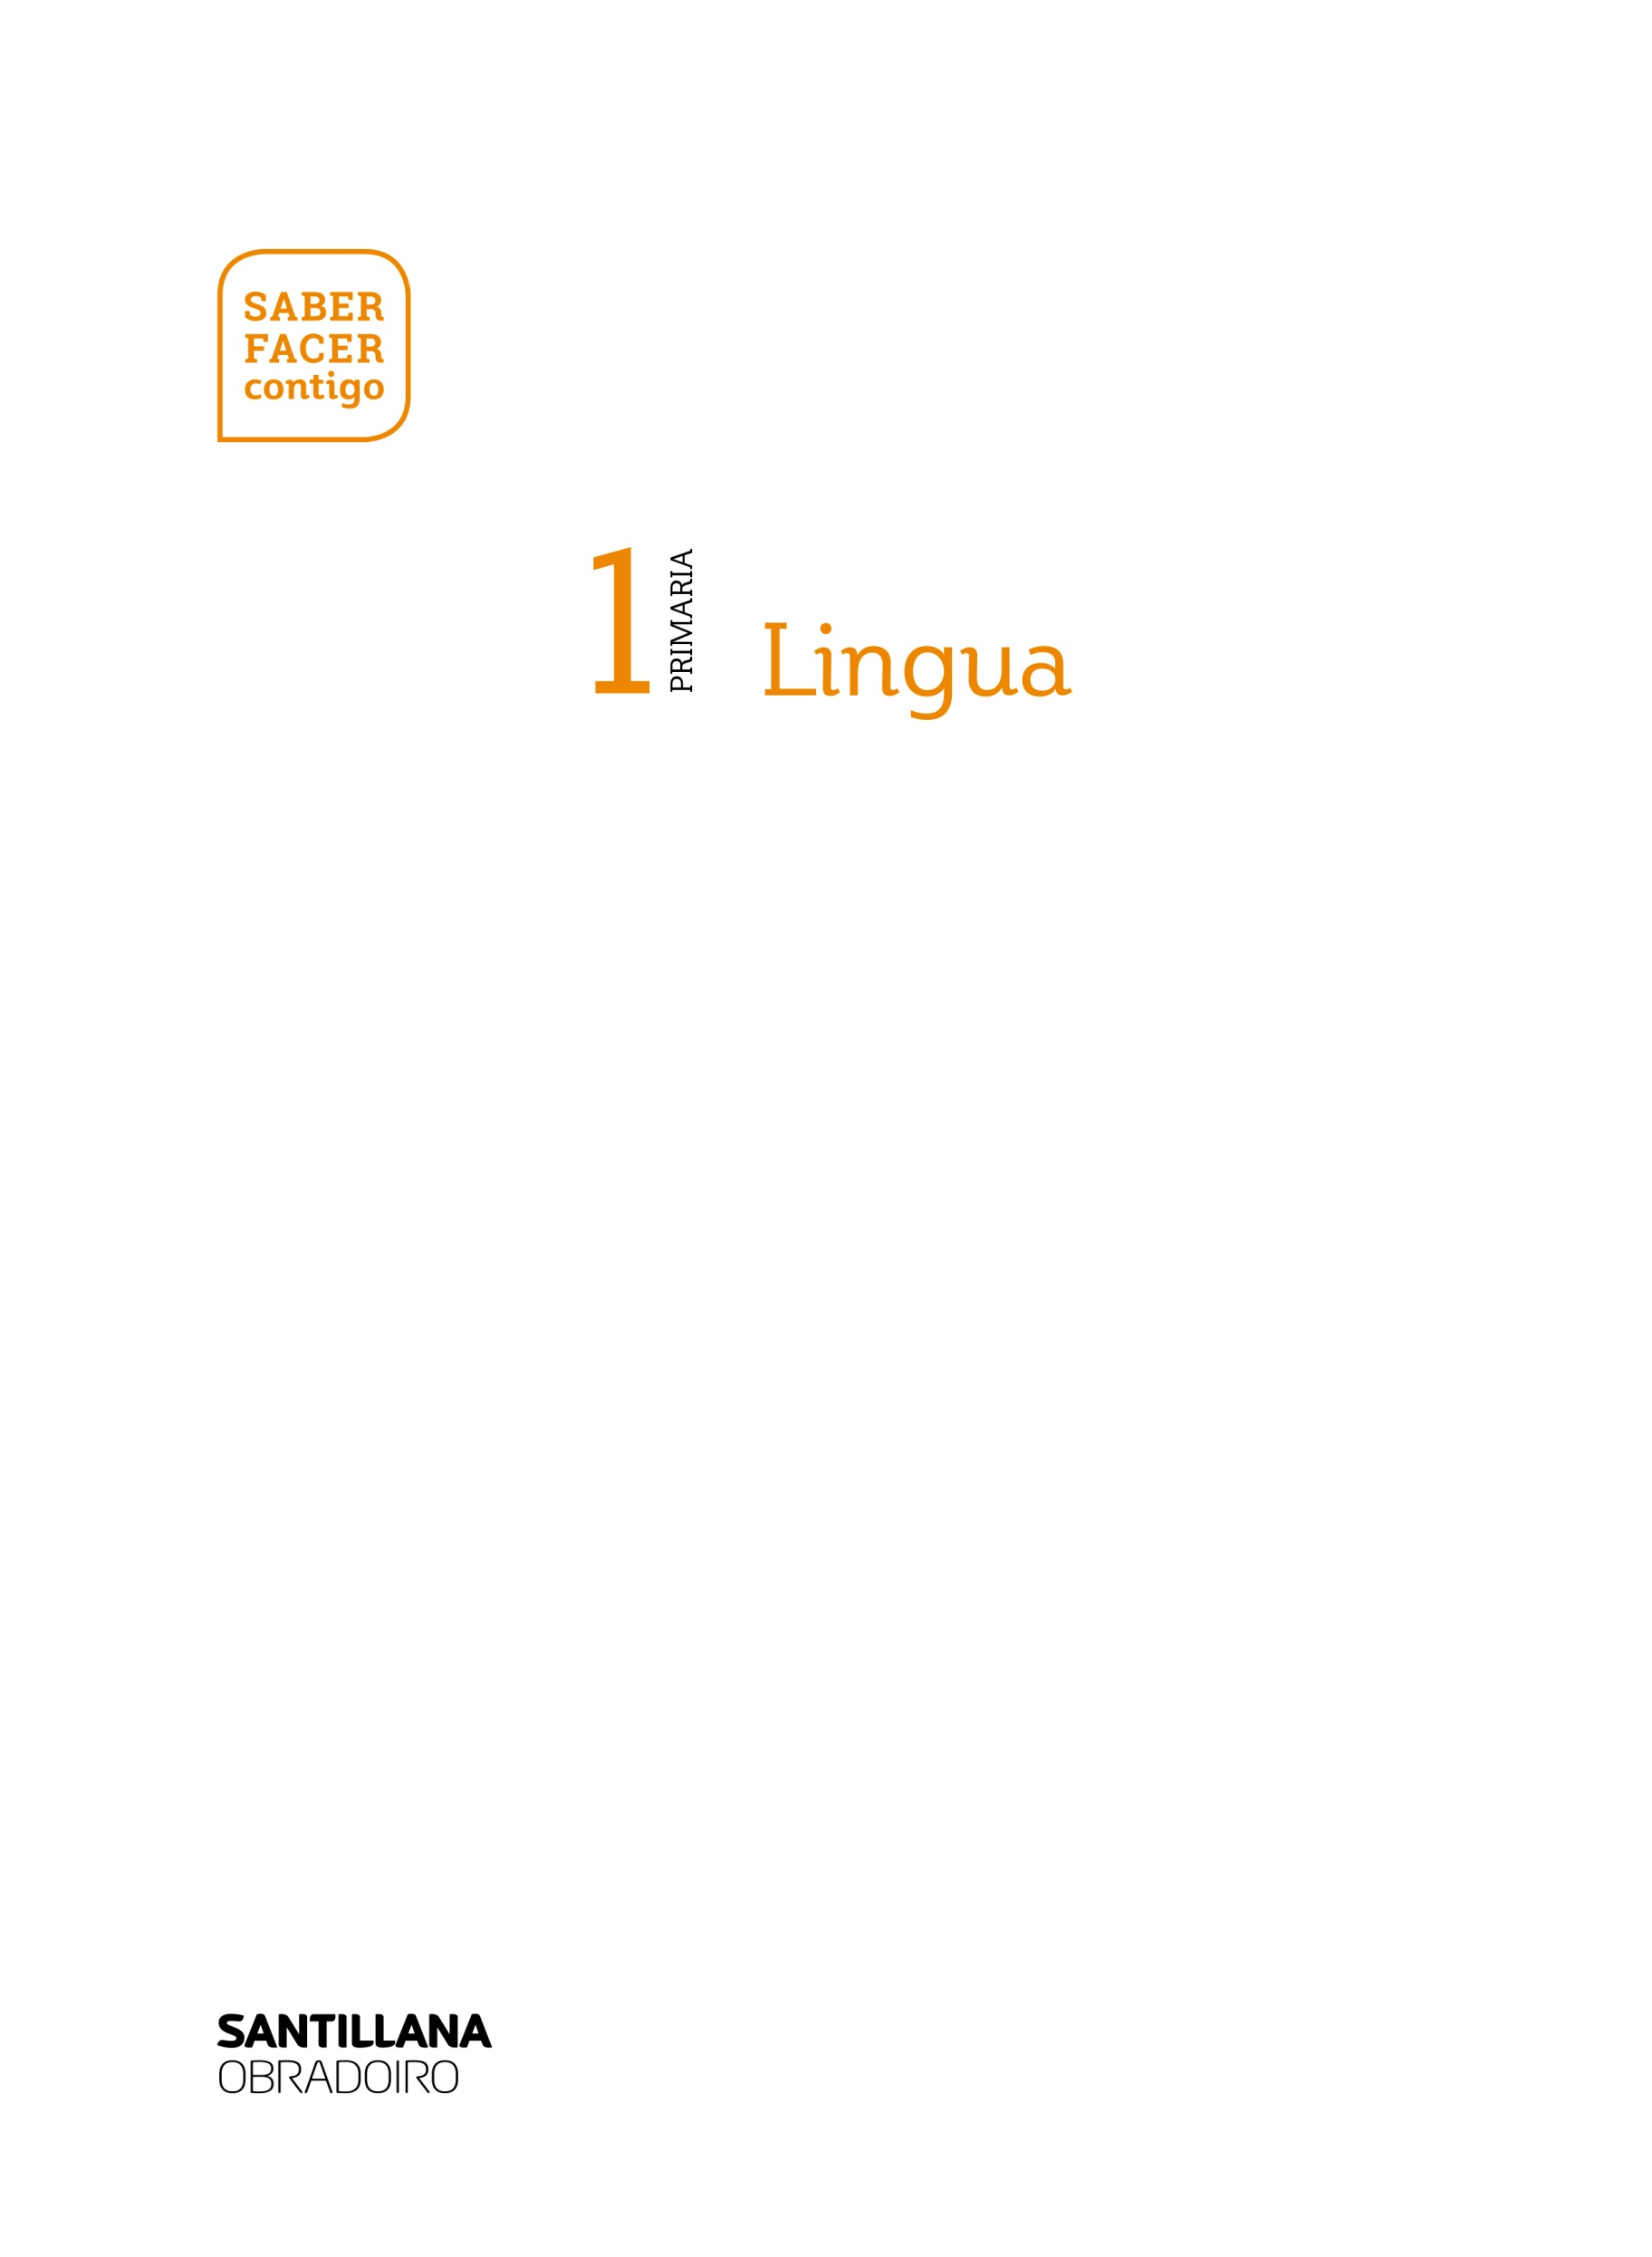 SABER
FACER
contigo
1
PRIMARIA
Lingua
SANTILLANA
OBRADOIRO